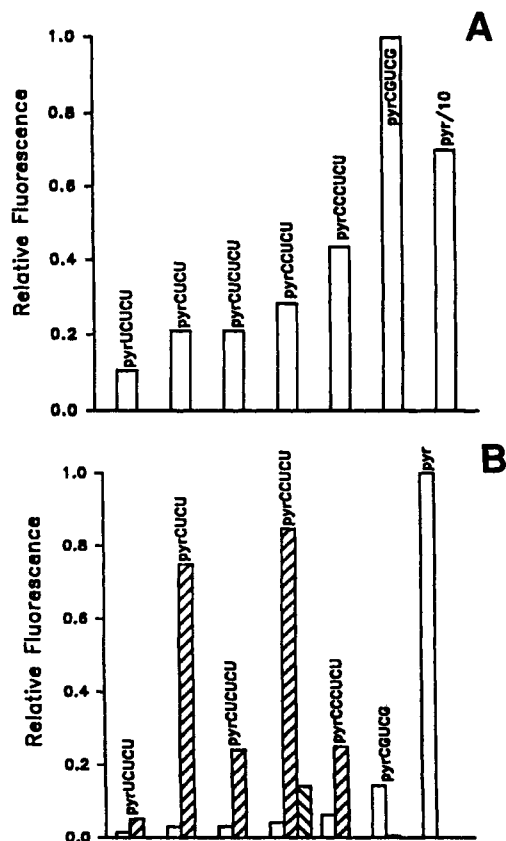 A
1.0
0.8
0.6
0.4
0.2
0.0
Relative Fluorescence
pyrUCUCU
pyrCUCU
pyrCUCUCU
pyrCCUCU
pyrCCCUCU
pyrCGUCG
pyr/10
B
1.0
0.8
0.6
0.4
0.2
0.0
Relative Fluorescence
pyrUCUCU
pyrCUCU
pyrCUCUCU
pyrCCUCU
pyrCCCUCU
pyrCGUCG
pyr